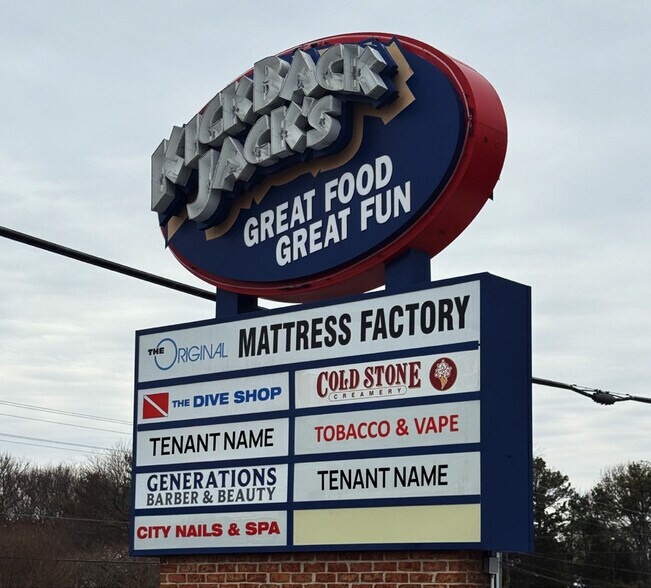 KICKBACK
JACK'S
GREAT FOOD
GREAT FUN
THE ORIGINAL MATTRESS FACTORY
THE DIVE SHOP
COLD STONE
CREAMERY
TENANT NAME
TOBACCO & VAPE
GENERATIONS
BARBER & BEAUTY
TENANT NAME
CITY NAILS & SPA